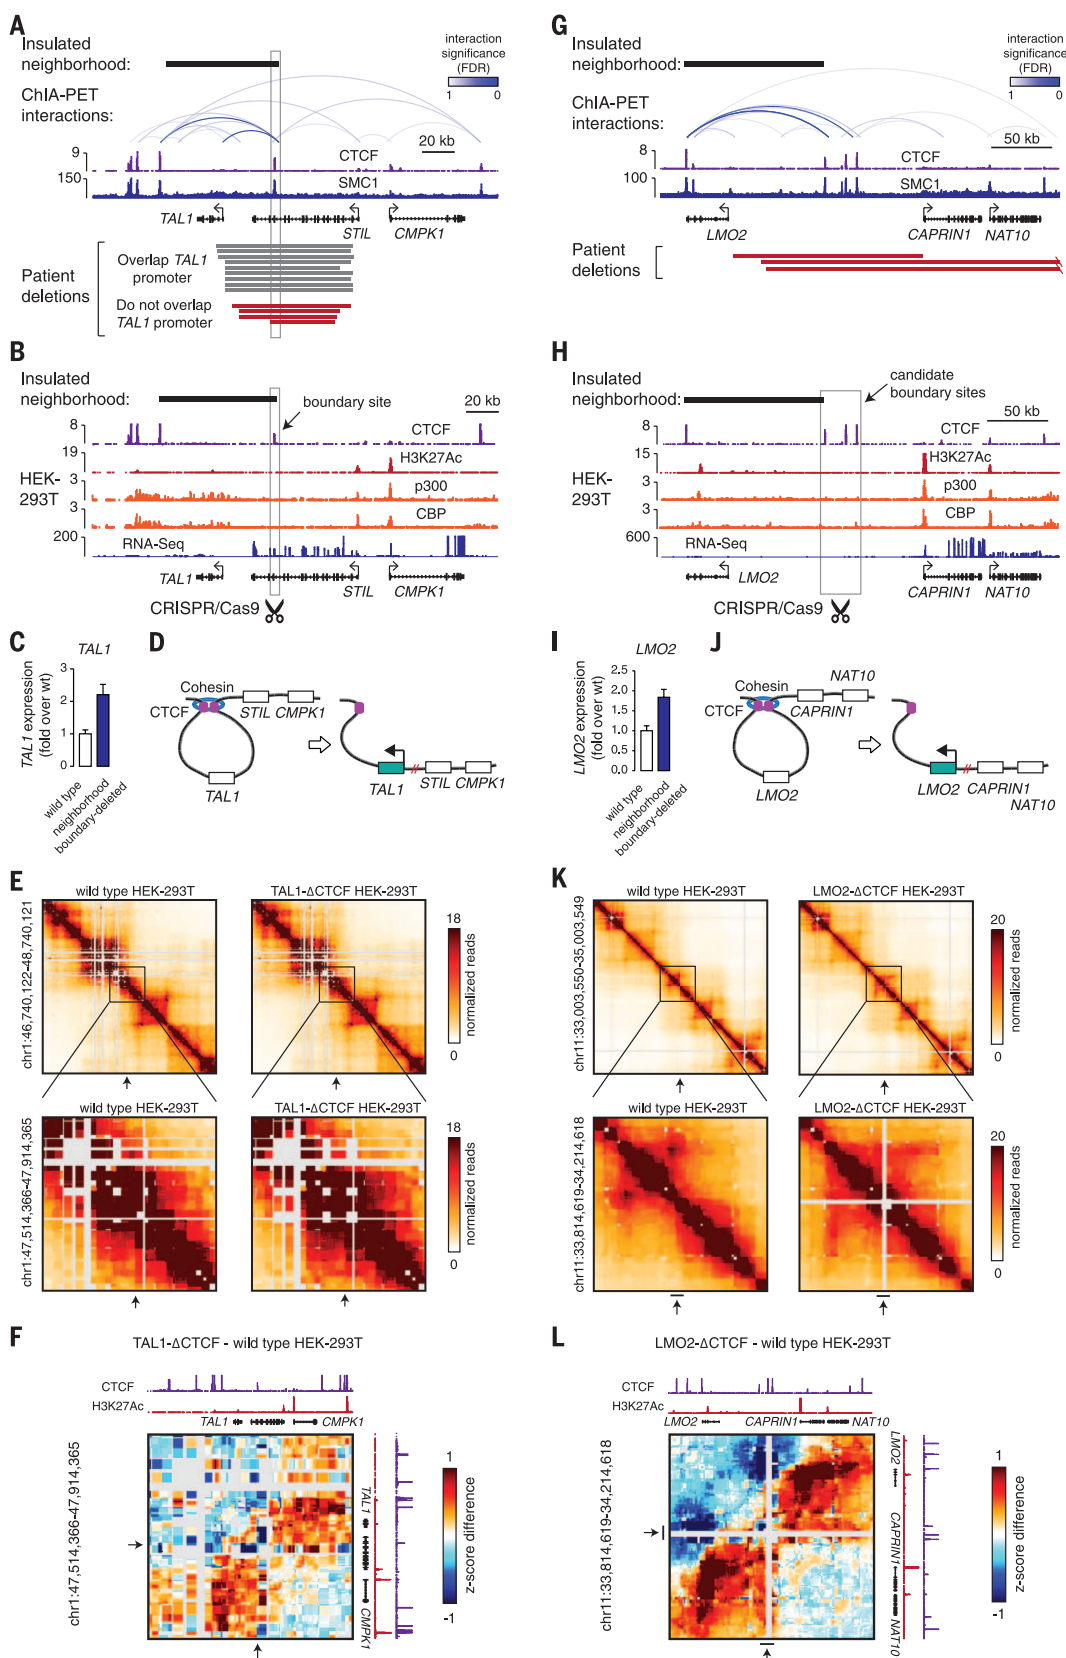 A
Insulated
neighborhood:
interaction
significance
(FDR)
1 0
ChIA-PET
interactions:
20 kb
9
CTCF
150
SMC1
TAL1
STIL
CMPK1
Patient
deletions
Overlap TAL1
promoter
Do not overlap
TAL1 promoter
B
Insulated
neighborhood:
boundary site
20 kb
8
CTCF
19
H3K27Ac
HEK-
293T
3
p300
3
CBP
200
RNA-Seq
TAL1
STIL
CMPK1
CRISPR/Cas9
C
TAL1
TAL1 expression
(fold over wt)
3
2
1
0
wild type
neighborhood
boundary-deleted
D
Cohesin
CTCF
STIL CMPK1
TAL1
TAL1
STIL CMPK1
E
wild type HEK-293T
TAL1-ΔCTCF HEK-293T
chr1:46,740,122-48,740,121
18
normalized reads
0
wild type HEK-293T
TAL1-ΔCTCF HEK-293T
chr1:47,514,366-47,914,365
18
normalized reads
0
F
TAL1-ΔCTCF - wild type HEK-293T
CTCF
H3K27Ac
TAL1
CMPK1
chr1:47,514,366-47,914,365
TAL1
CMPK1
1
z-score difference
-1
G
Insulated
neighborhood:
interaction
significance
(FDR)
1 0
ChIA-PET
interactions:
50 kb
8
CTCF
100
SMC1
LMO2
CAPRIN1
NAT10
Patient
deletions
H
Insulated
neighborhood:
candidate
boundary sites
50 kb
8
CTCF
15
H3K27Ac
HEK-
293T
3
p300
3
CBP
600
RNA-Seq
LMO2
CAPRIN1
NAT10
CRISPR/Cas9
I
LMO2
LMO2 expression
(fold over wt)
2.5
2.0
1.5
1.0
0.5
0.0
wild type
neighborhood
boundary-deleted
J
NAT10
Cohesin
CTCF
CAPRIN1
LMO2
LMO2
CAPRIN1
NAT10
K
wild type HEK-293T
LMO2-ΔCTCF HEK-293T
chr11:33,003,550-35,003,549
20
normalized reads
0
wild type HEK-293T
LMO2-ΔCTCF HEK-293T
chr11:33,814,619-34,214,618
20
normalized reads
0
L
LMO2-ΔCTCF - wild type HEK-293T
CTCF
H3K27Ac
LMO2
CAPRIN1
NAT10
chr11:33,814,619-34,214,618
LMO2
CAPRIN1
NAT10
1
z-score difference
-1